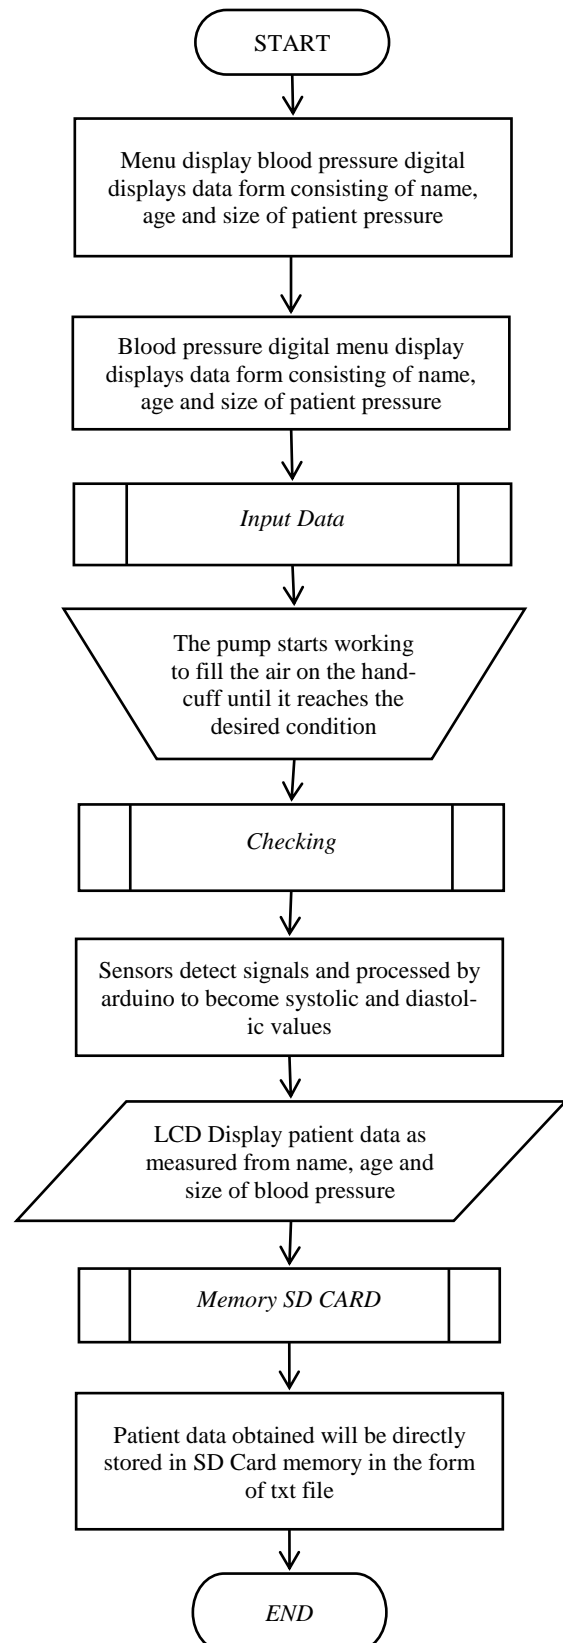 START
Menu display blood pressure digital
displays data form consisting of name,
age and size of patient pressure
Blood pressure digital menu display
displays data form consisting of name,
age and size of patient pressure
Input Data
The pump starts working
to fill the air on the hand-
cuff until it reaches the
desired condition
Checking
Sensors detect signals and processed by
arduino to become systolic and diastol-
ic values
LCD Display patient data as
measured from name, age and
size of blood pressure
Memory SD CARD
Patient data obtained will be directly
stored in SD Card memory in the form
of txt file
END